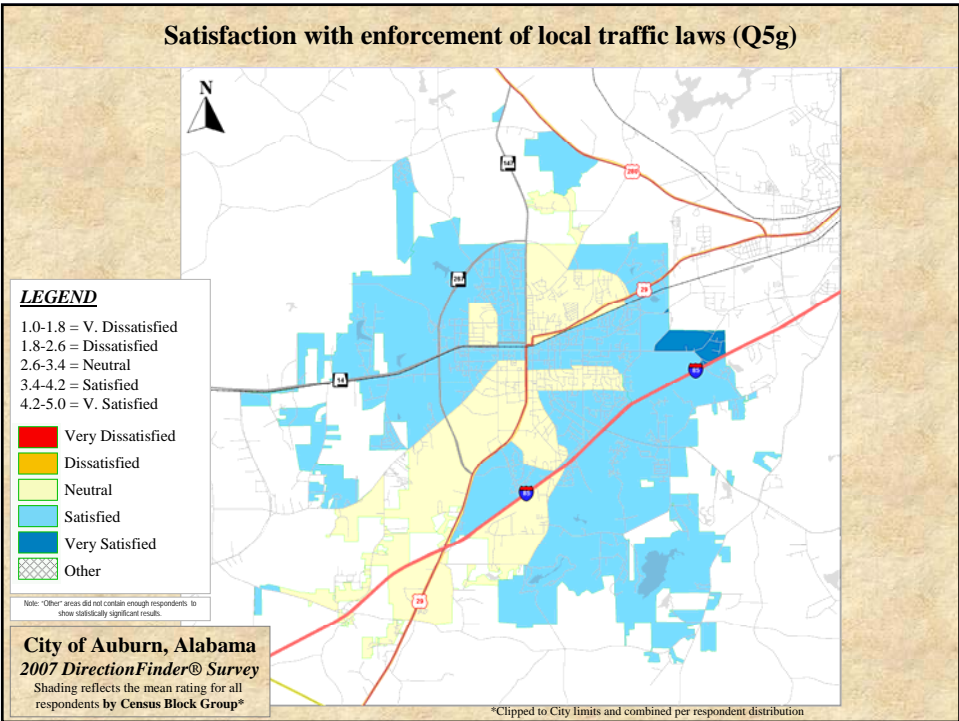 Satisfaction with enforcement of local traffic laws (Q5g)
N
147
280
267
29
14
85
85
29
LEGEND
1.0-1.8 = V. Dissatisfied
1.8-2.6 = Dissatisfied
2.6-3.4 = Neutral
3.4-4.2 = Satisfied
4.2-5.0 = V. Satisfied
Very Dissatisfied
Dissatisfied
Neutral
Satisfied
Very Satisfied
Other
Note: "Other" areas did not contain enough respondents to
show statistically significant results.
City of Auburn, Alabama
2007 DirectionFinder® Survey
Shading reflects the mean rating for all
respondents by Census Block Group*
*Clipped to City limits and combined per respondent distribution